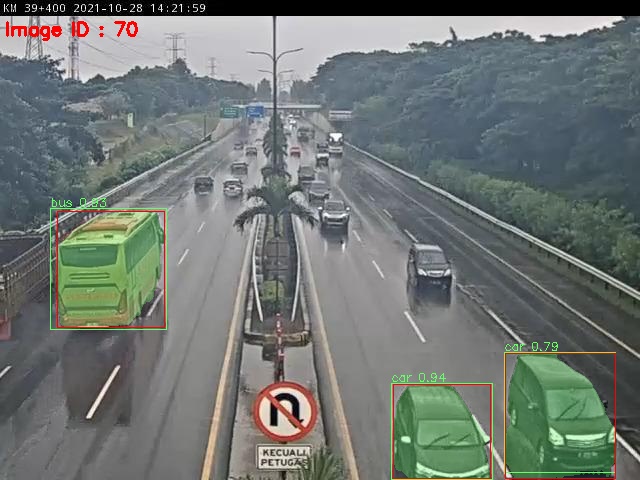 KM 39+400 2021-10-28 14:21:59
Image ID : 70
bus 0.93
car 0.79
car 0.94
KECUALI
PETUGAS